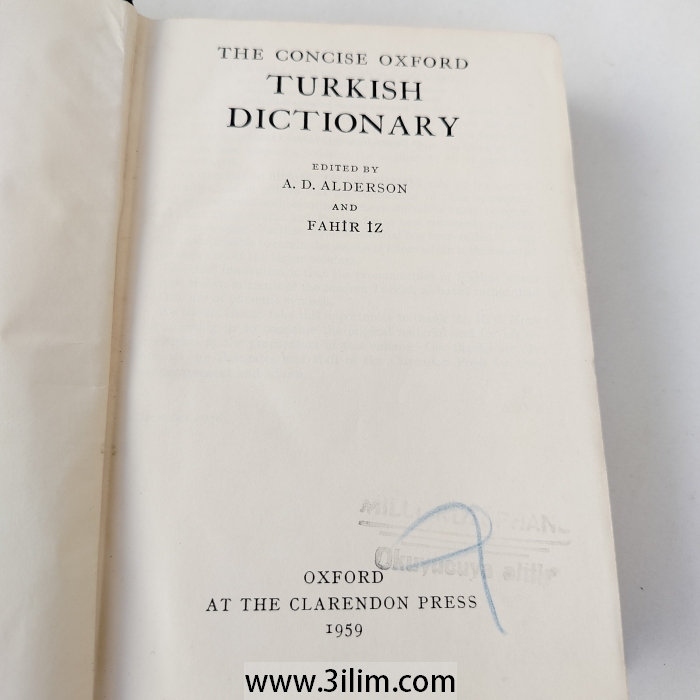 THE CONCISE OXFORD
TURKISH
DICTIONARY
EDITED BY
A. D. ALDERSON
AND
FAHİR İZ
Okuyucuya
OXFORD
AT THE CLARENDON PRESS
1959
www.3ilim.com